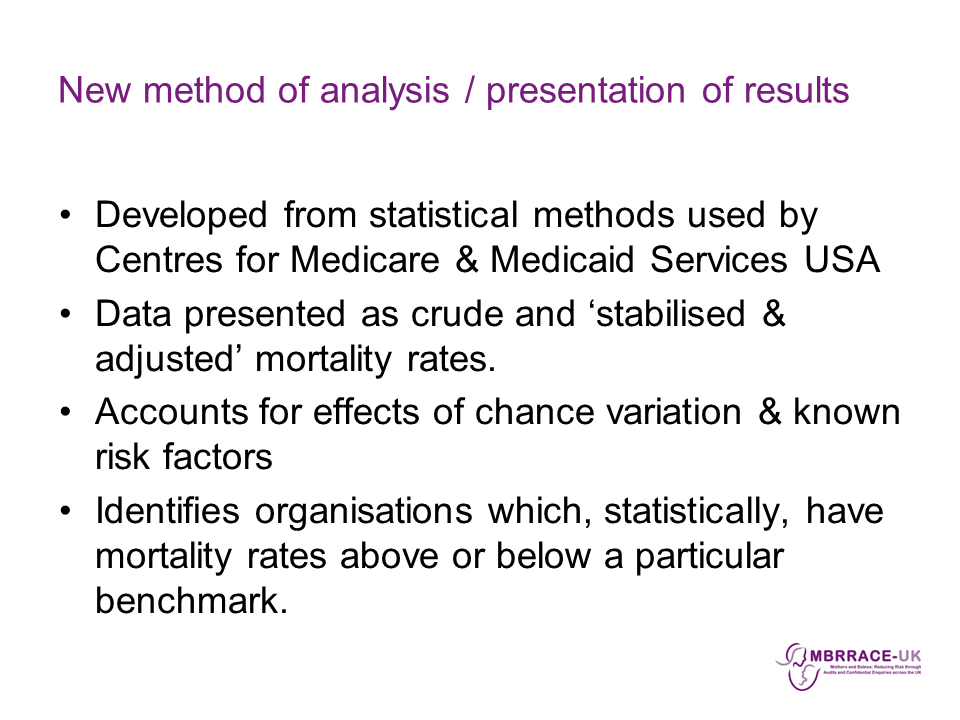 New method of analysis / presentation of results
• Developed from statistical methods used by
Centres for Medicare & Medicaid Services USA
• Data presented as crude and ‘stabilised &
adjusted’ mortality rates.
• Accounts for effects of chance variation & known
risk factors
• Identifies organisations which, statistically, have
mortality rates above or below a particular
benchmark.
MBRRACE-UK
Mothers and Babies: Reducing Risk through
Audits and Confidential Enquiries across the UK